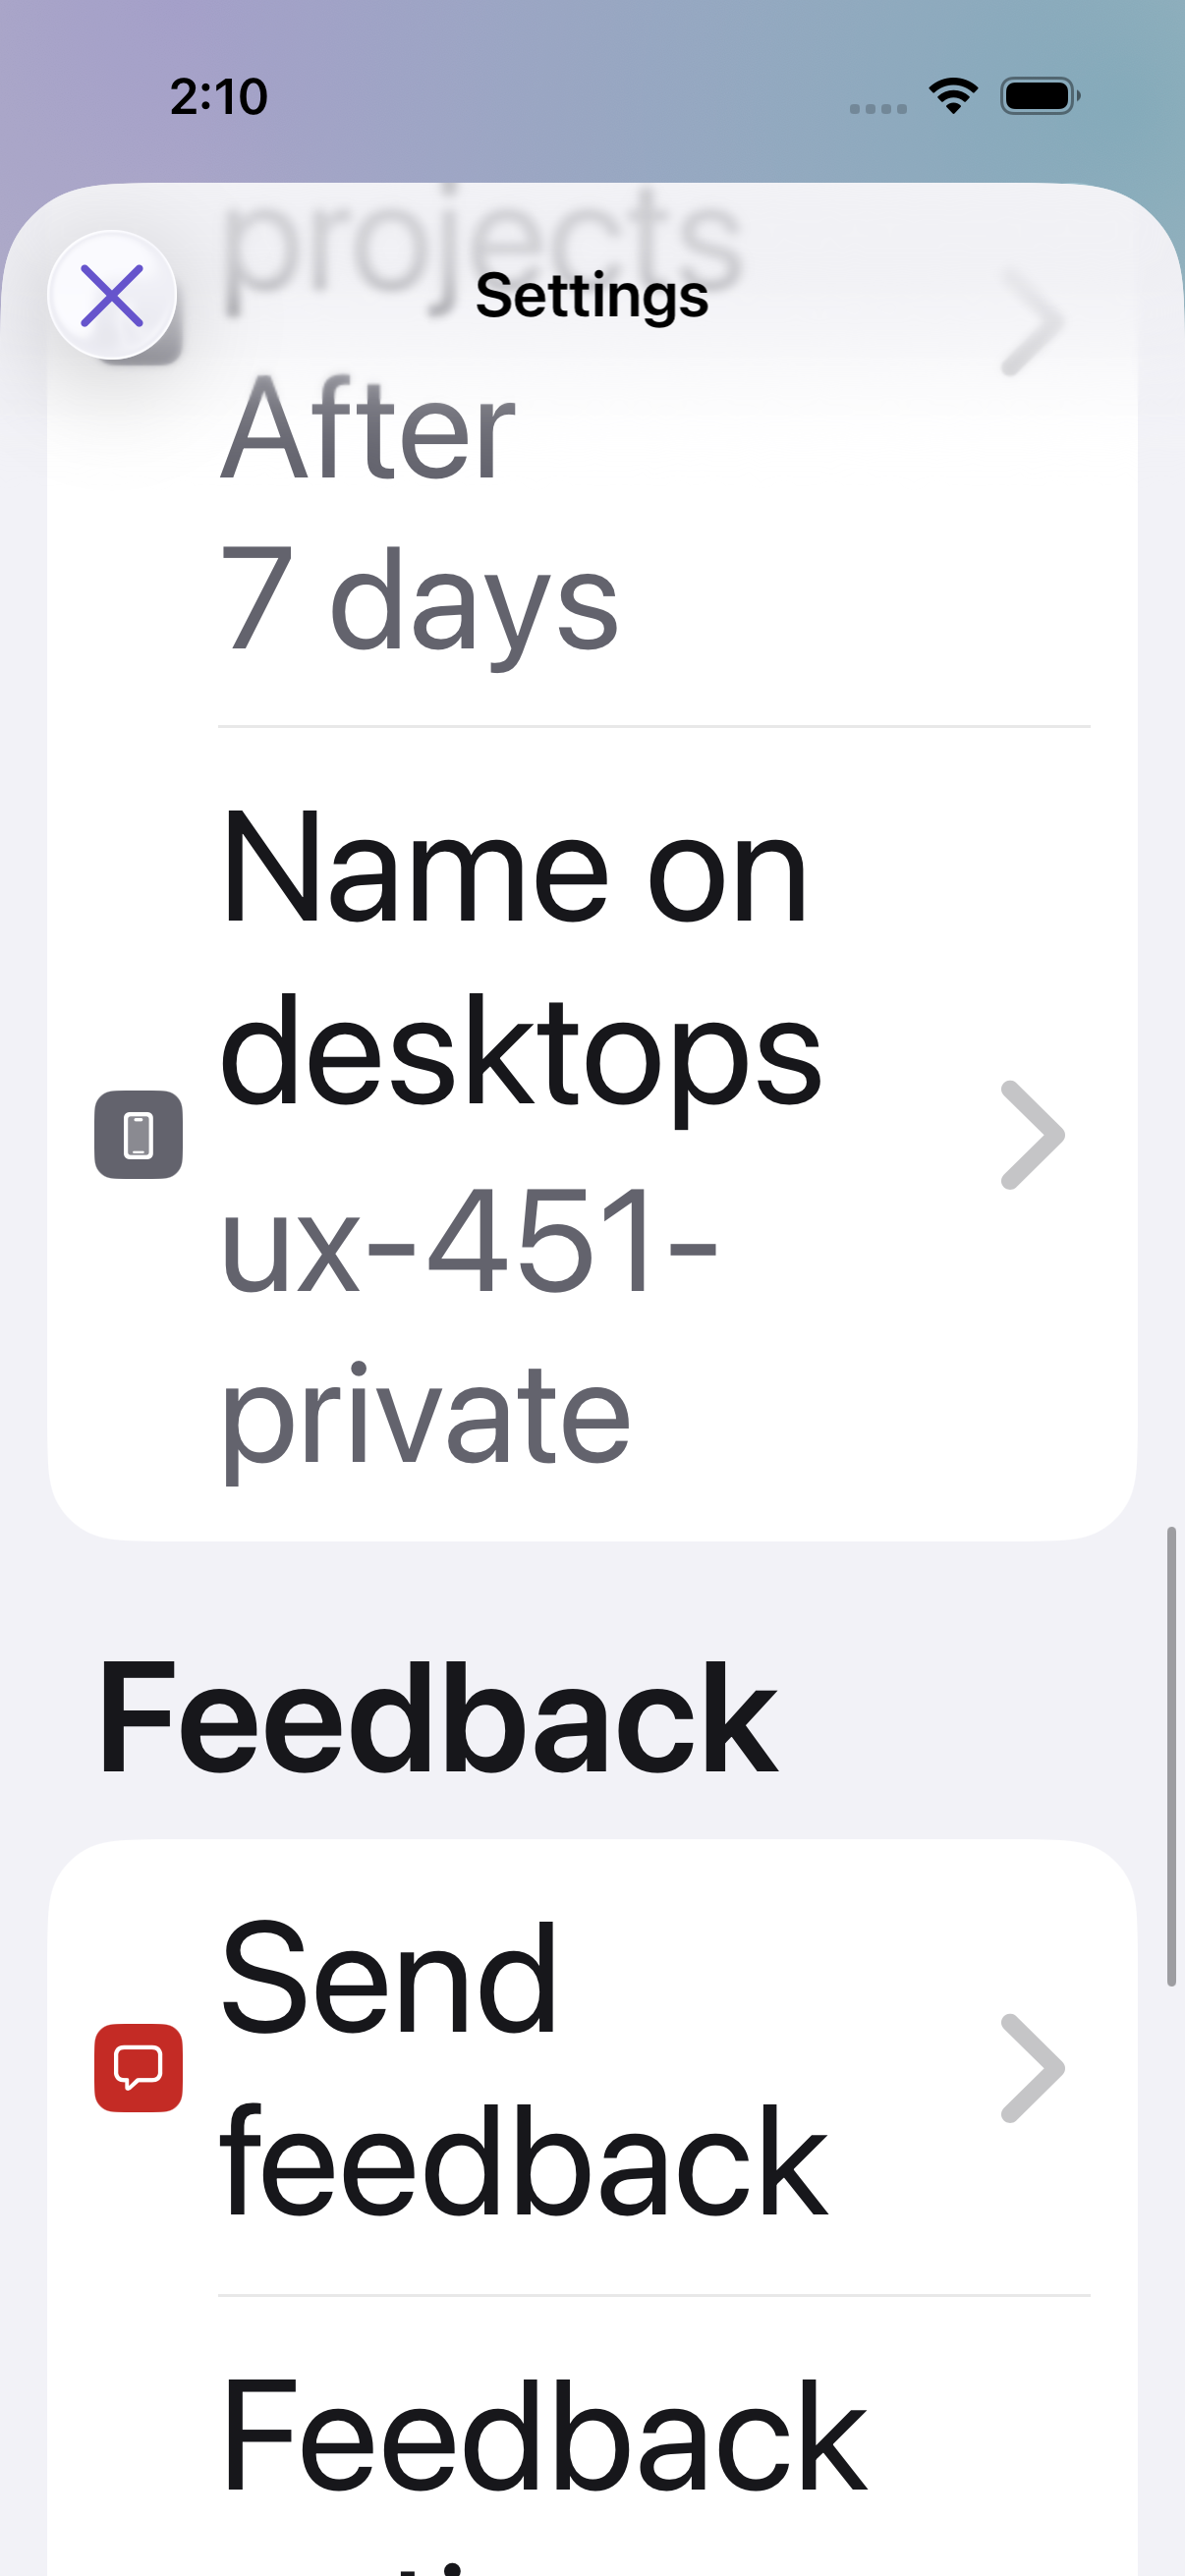 2:10
projects
Settings
After
7 days
Name on
desktops
ux-451-
private
Feedback
Send
feedback
Feedback